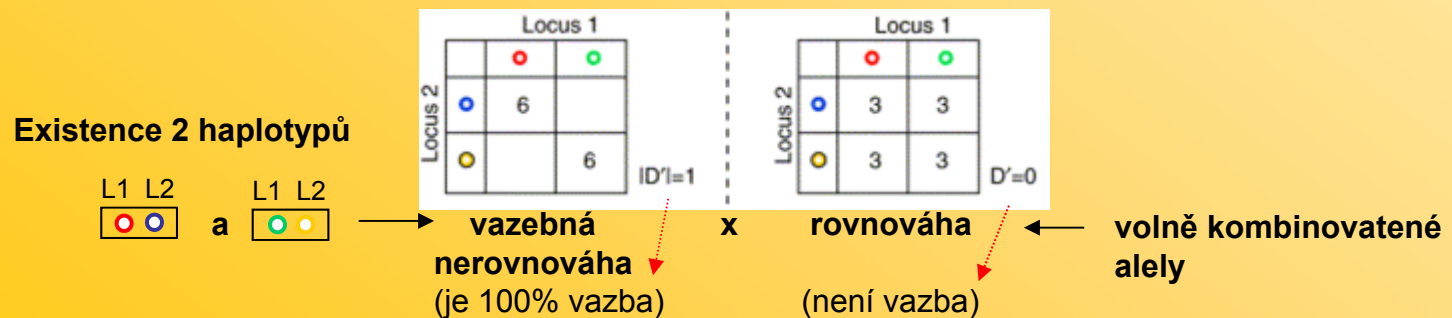 Locus 1
Locus 2
6
6
|D'|=1
Locus 1
Locus 2
3 3
3 3
D'=0
Existence 2 haplotypů
L1 L2
a
L1 L2
vazebná
nerovnováha
(je 100% vazba)
x
rovnováha
(není vazba)
volně kombinovatené
alely